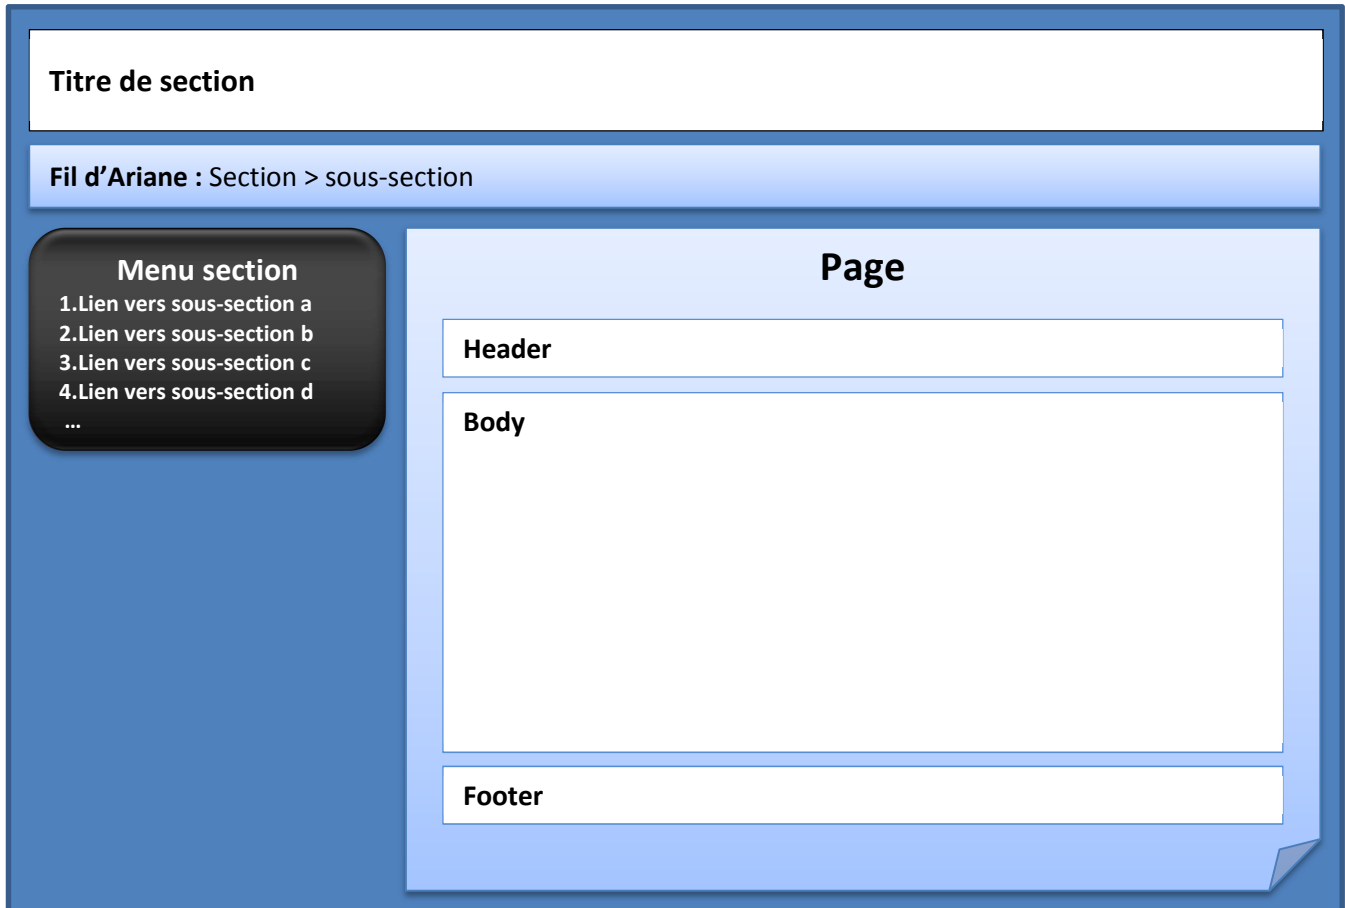 Titre de section
Fil d’Ariane : Section > sous-section
Menu section
1.Lien vers sous-section a
2.Lien vers sous-section b
3.Lien vers sous-section c
4.Lien vers sous-section d
…
Page
Header
Body
Footer